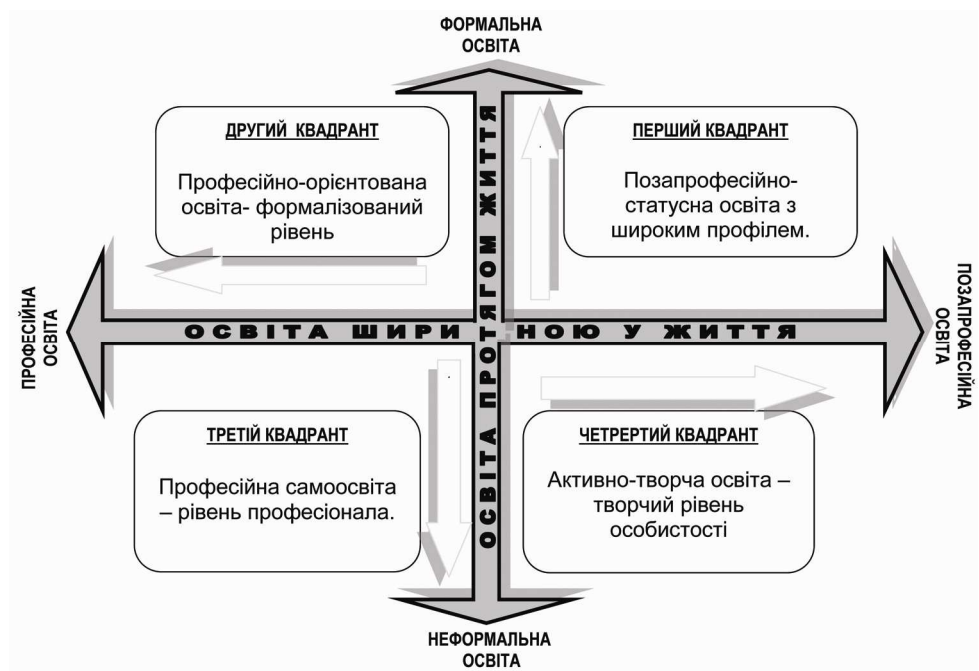 ФОРМАЛЬНА
ОСВІТА
ДРУГИЙ КВАДРАНТ
Професійно-орієнтована
освіта- формалізований
рівень
ПЕРШИЙ КВАДРАНТ
Позапрофесійно-
статусна освіта з
широким профілем.
ПРОФЕСІЙНА
ОСВІТА
ОСВІТА ШИРИНОЮ У ЖИТТЯ
ОСВІТА ПРОТЯГОМ ЖИТТЯ
ПОЗАПРОФЕСІЙНА
ОСВІТА
ТРЕТІЙ КВАДРАНТ
Професійна самоосвіта
– рівень професіонала.
ЧЕТРЕРТИЙ КВАДРАНТ
Активно-творча освіта –
творчий рівень
особистості
НЕФОРМАЛЬНА
ОСВІТА